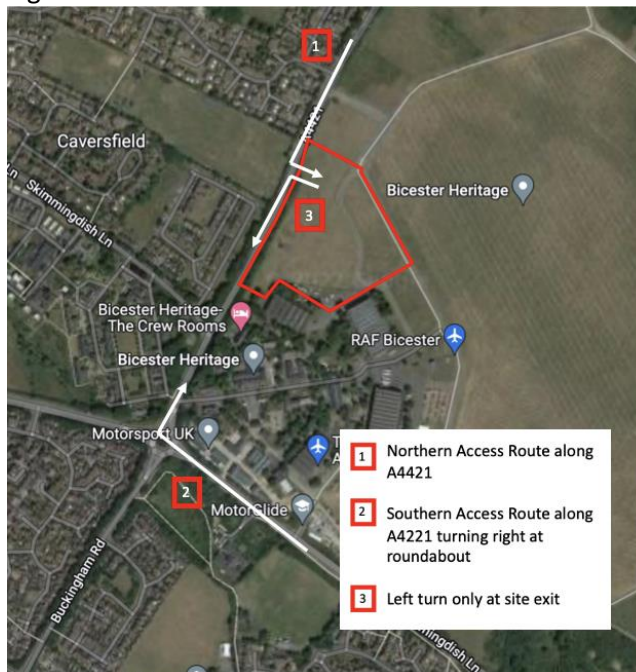 1
A4421
Caversfield
Skimmingdish Ln
Ln
Bicester Heritage
3
Bicester Heritage-
The Crew Rooms
RAF Bicester
Bicester Heritage
Motorsport UK
2
MotorGlide
Buckingham Rd
1 Northern Access Route along
A4421
2 Southern Access Route along
A4221 turning right at
roundabout
3 Left turn only at site exit